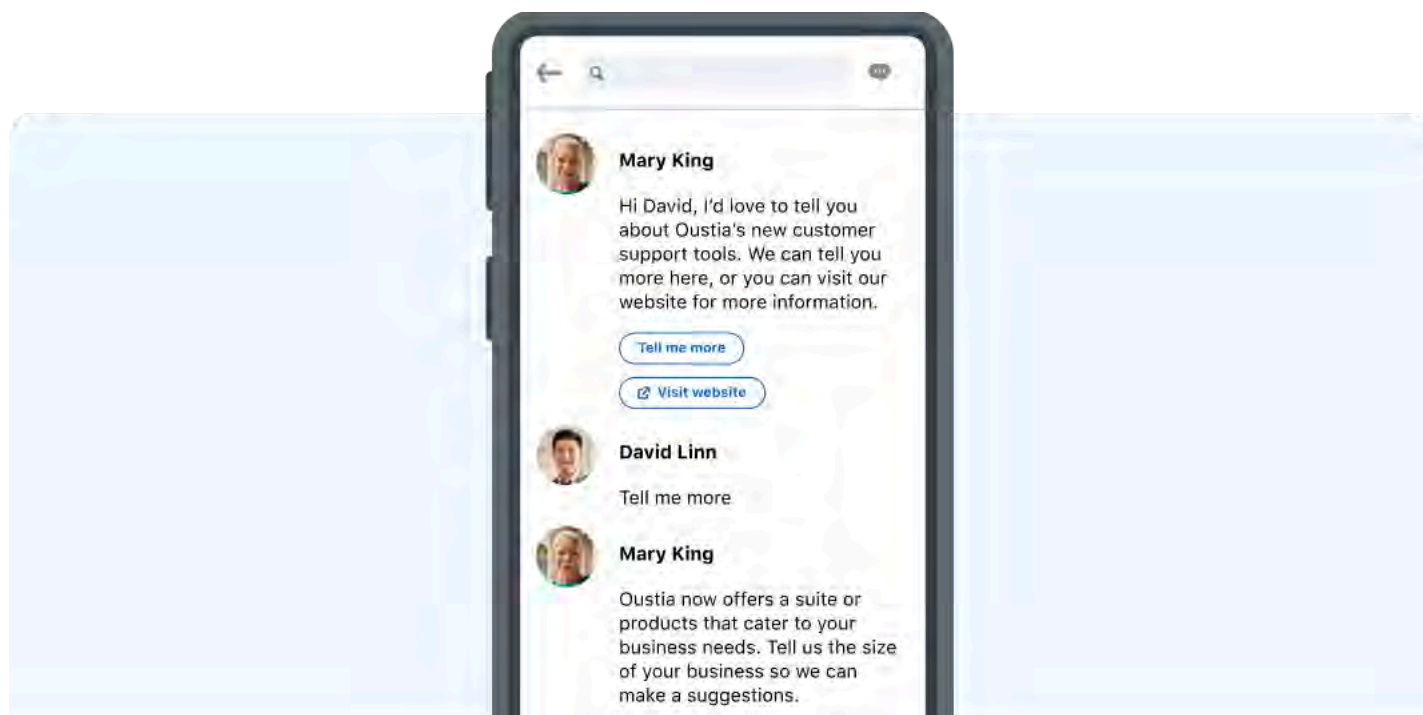 Mary King
Hi David, I'd love to tell you
about Oustia's new customer
support tools. We can tell you
more here, or you can visit our
website for more information.
Tell me more
Visit website
David Linn
Tell me more
Mary King
Oustia now offers a suite or
products that cater to your
business needs. Tell us the size
of your business so we can
make a suggestions.